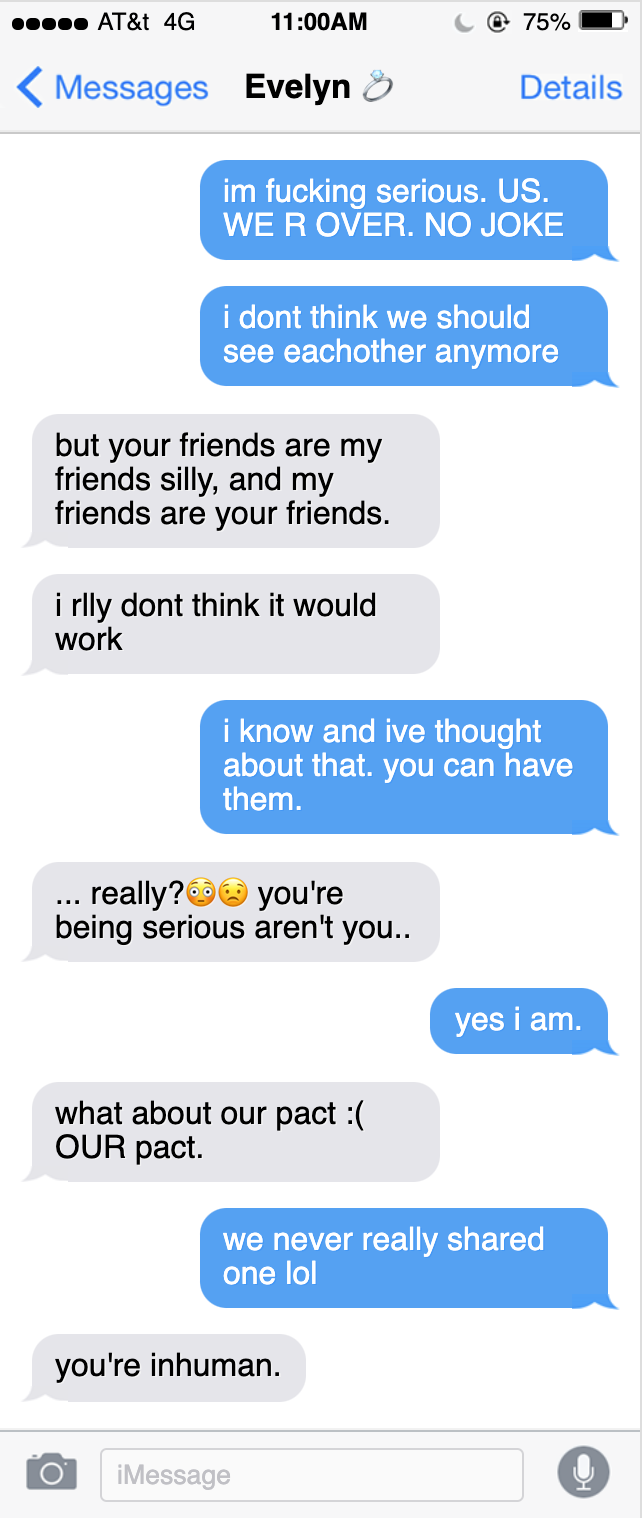 AT&t 4G 11:00AM 75%
Messages Evelyn 💍 Details
im fucking serious. US.
WE R OVER. NO JOKE
i dont think we should
see eachother anymore
but your friends are my
friends silly, and my
friends are your friends.
i rlly dont think it would
work
i know and ive thought
about that. you can have
them.
... really?😳😟 you're
being serious aren't you..
yes i am.
what about our pact :(
OUR pact.
we never really shared
one lol
you're inhuman.
iMessage